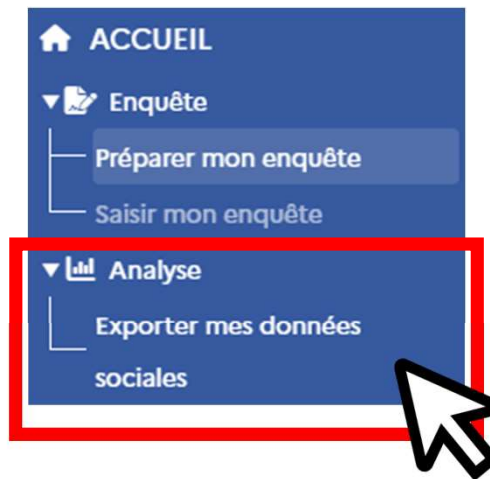 ACCUEIL
Enquête
Préparer mon enquête
Saisir mon enquête
Analyse
Exporter mes données
sociales